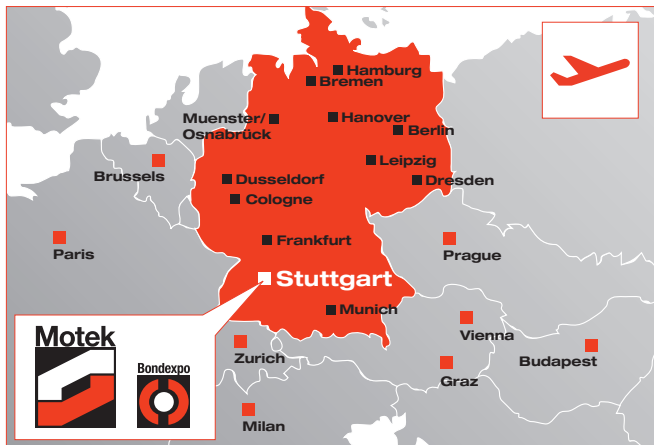 Hamburg
Bremen
Muenster/
Osnabrück
Hanover
Berlin
Brussels
Leipzig
Dusseldorf
Dresden
Cologne
Paris
Frankfurt
Prague
Stuttgart
Munich
Motek
Bondexpo
Zurich
Vienna
Budapest
Graz
Milan